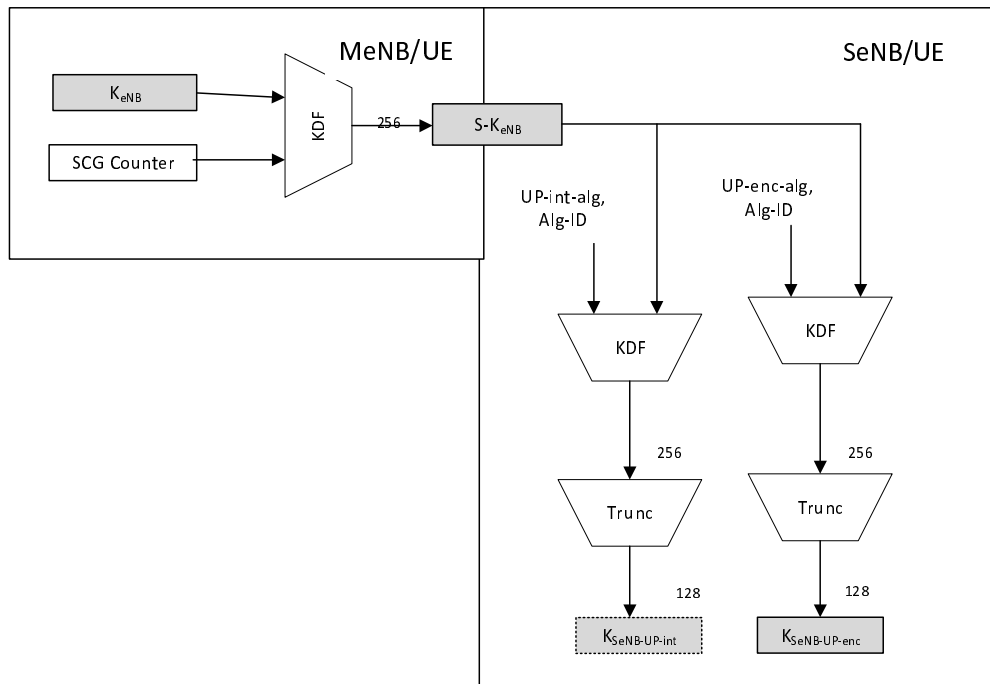 MeNB/UE
SeNB/UE
KeNB
SCG Counter
KDF
256
S-KeNB
UP-int-alg,
Alg-ID
UP-enc-alg,
Alg-ID
KDF
KDF
256
256
Trunc
Trunc
128
128
KSeNB-UP-int
KSeNB-UP-enc